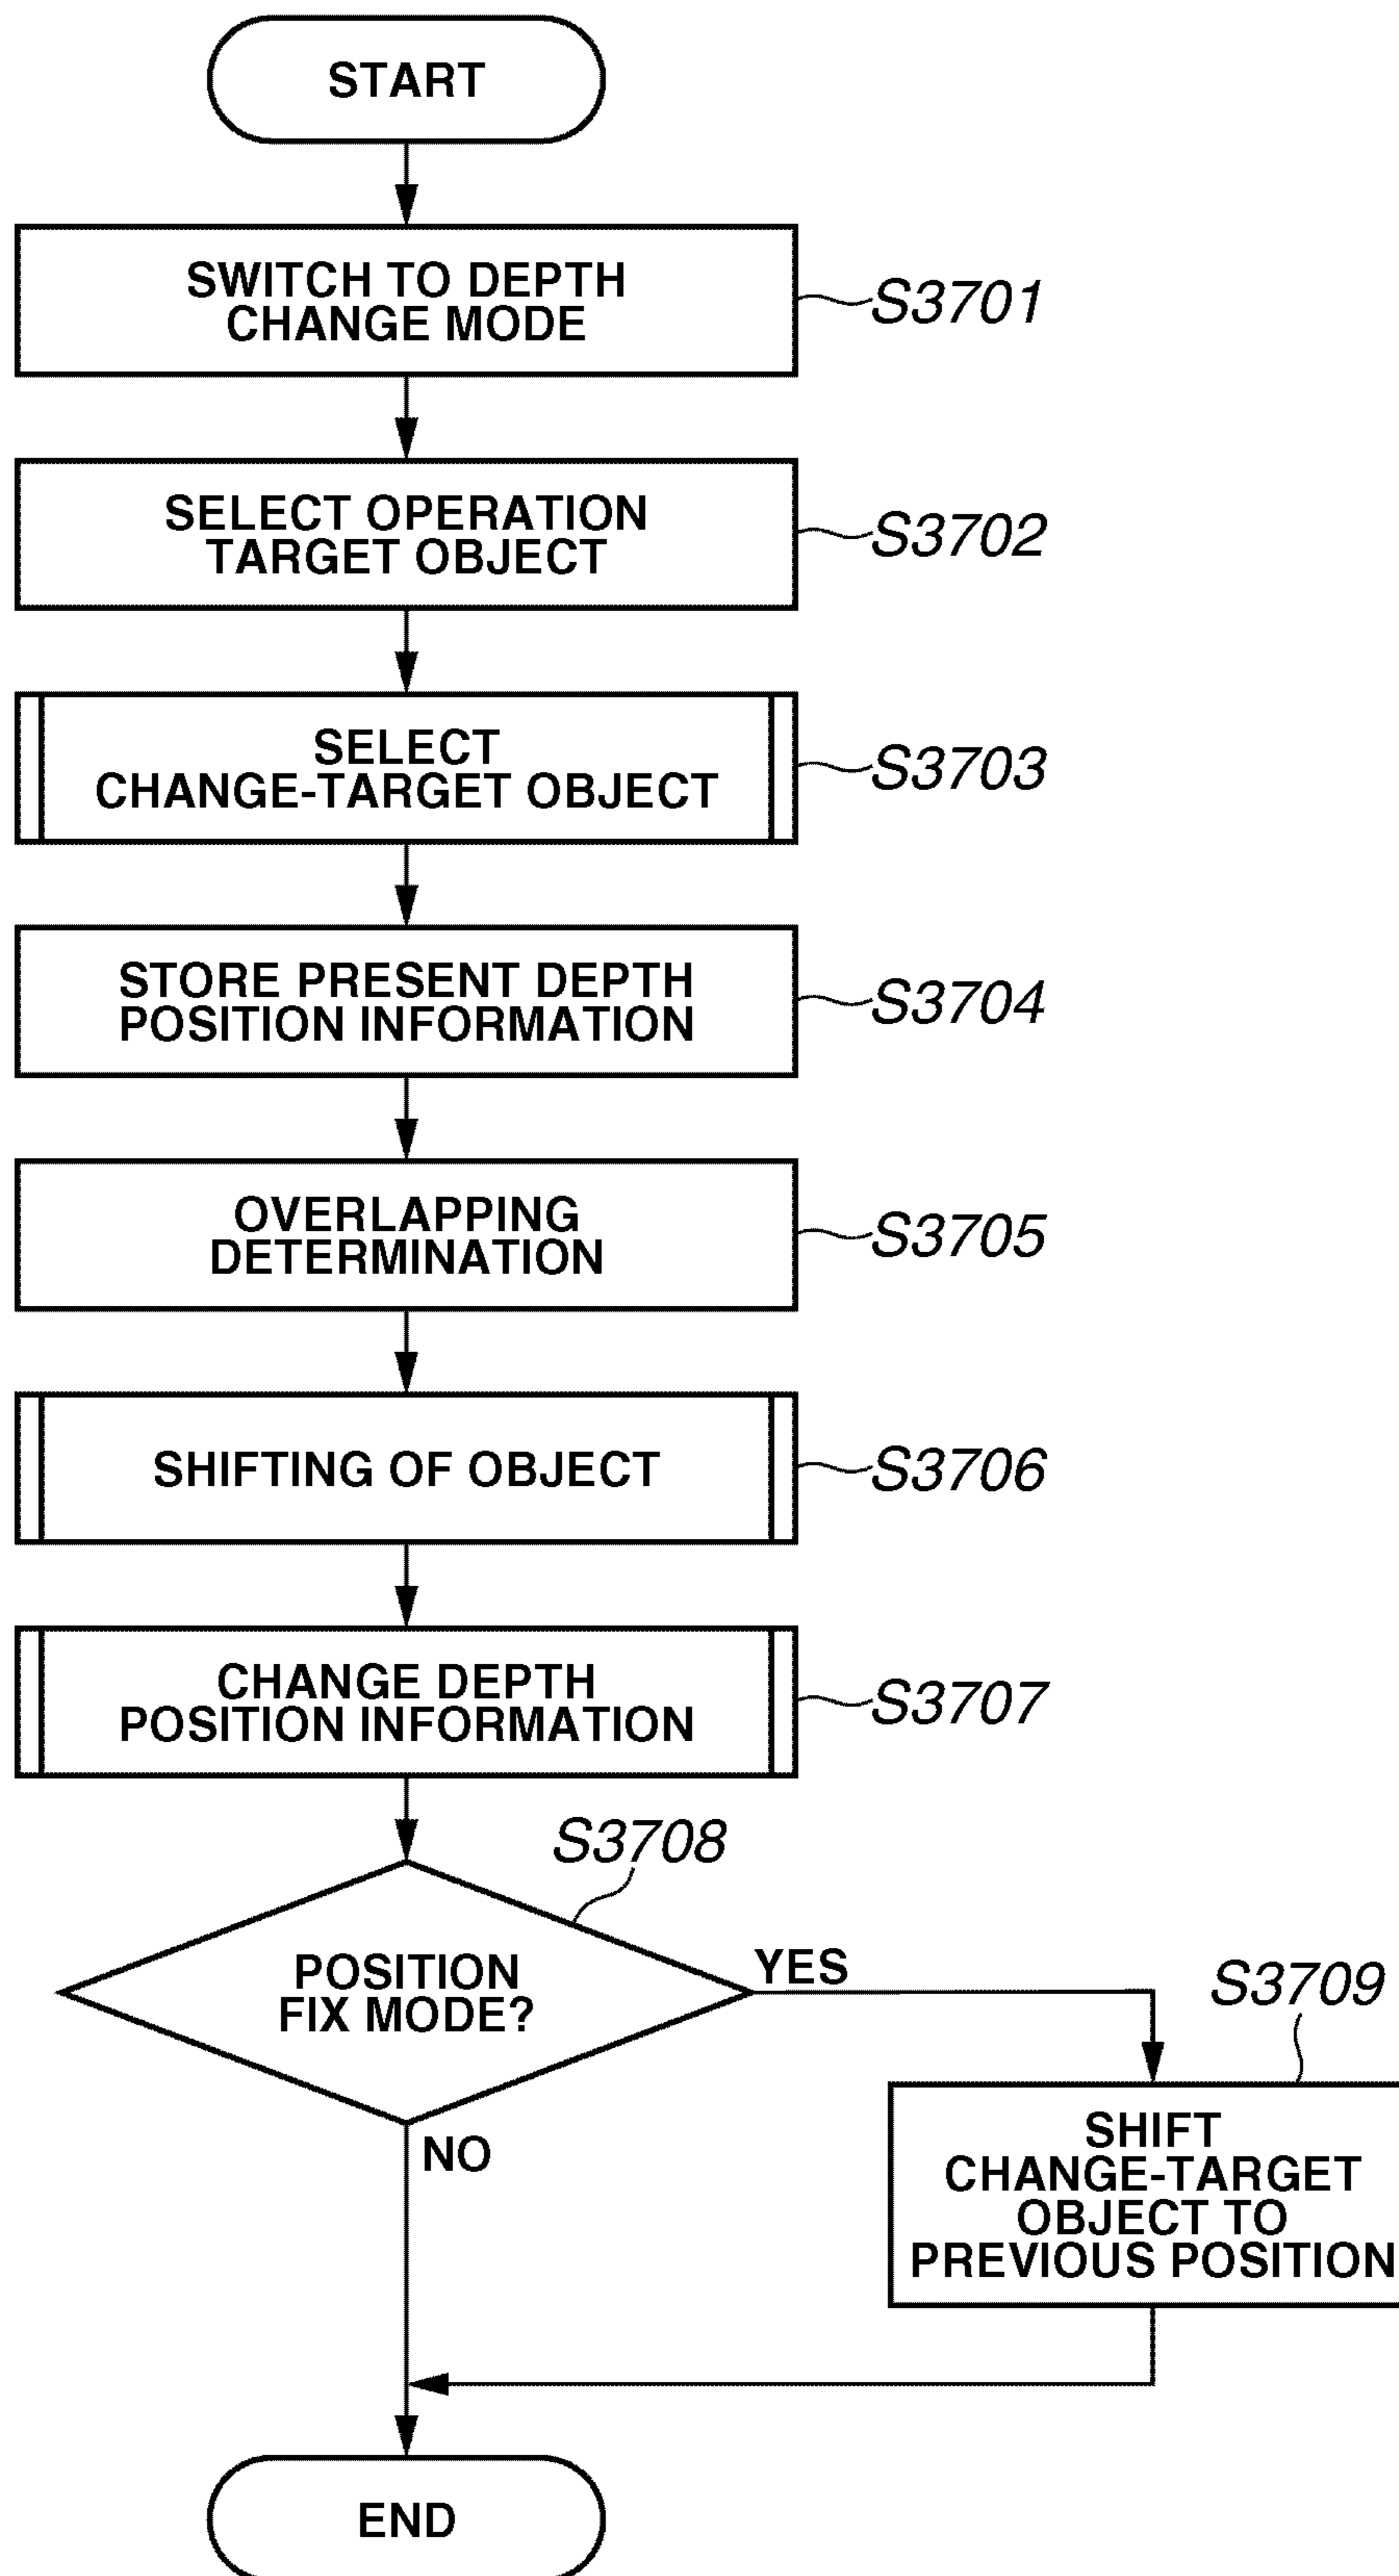 START
SWITCH TO DEPTH
CHANGE MODE
S3701
SELECT OPERATION
TARGET OBJECT
S3702
SELECT
CHANGE-TARGET OBJECT
S3703
STORE PRESENT DEPTH
POSITION INFORMATION
S3704
OVERLAPPING
DETERMINATION
S3705
SHIFTING OF OBJECT
S3706
CHANGE DEPTH
POSITION INFORMATION
S3707
S3708
POSITION
FIX MODE?
YES
S3709
SHIFT
CHANGE-TARGET
OBJECT TO
PREVIOUS POSITION
NO
END